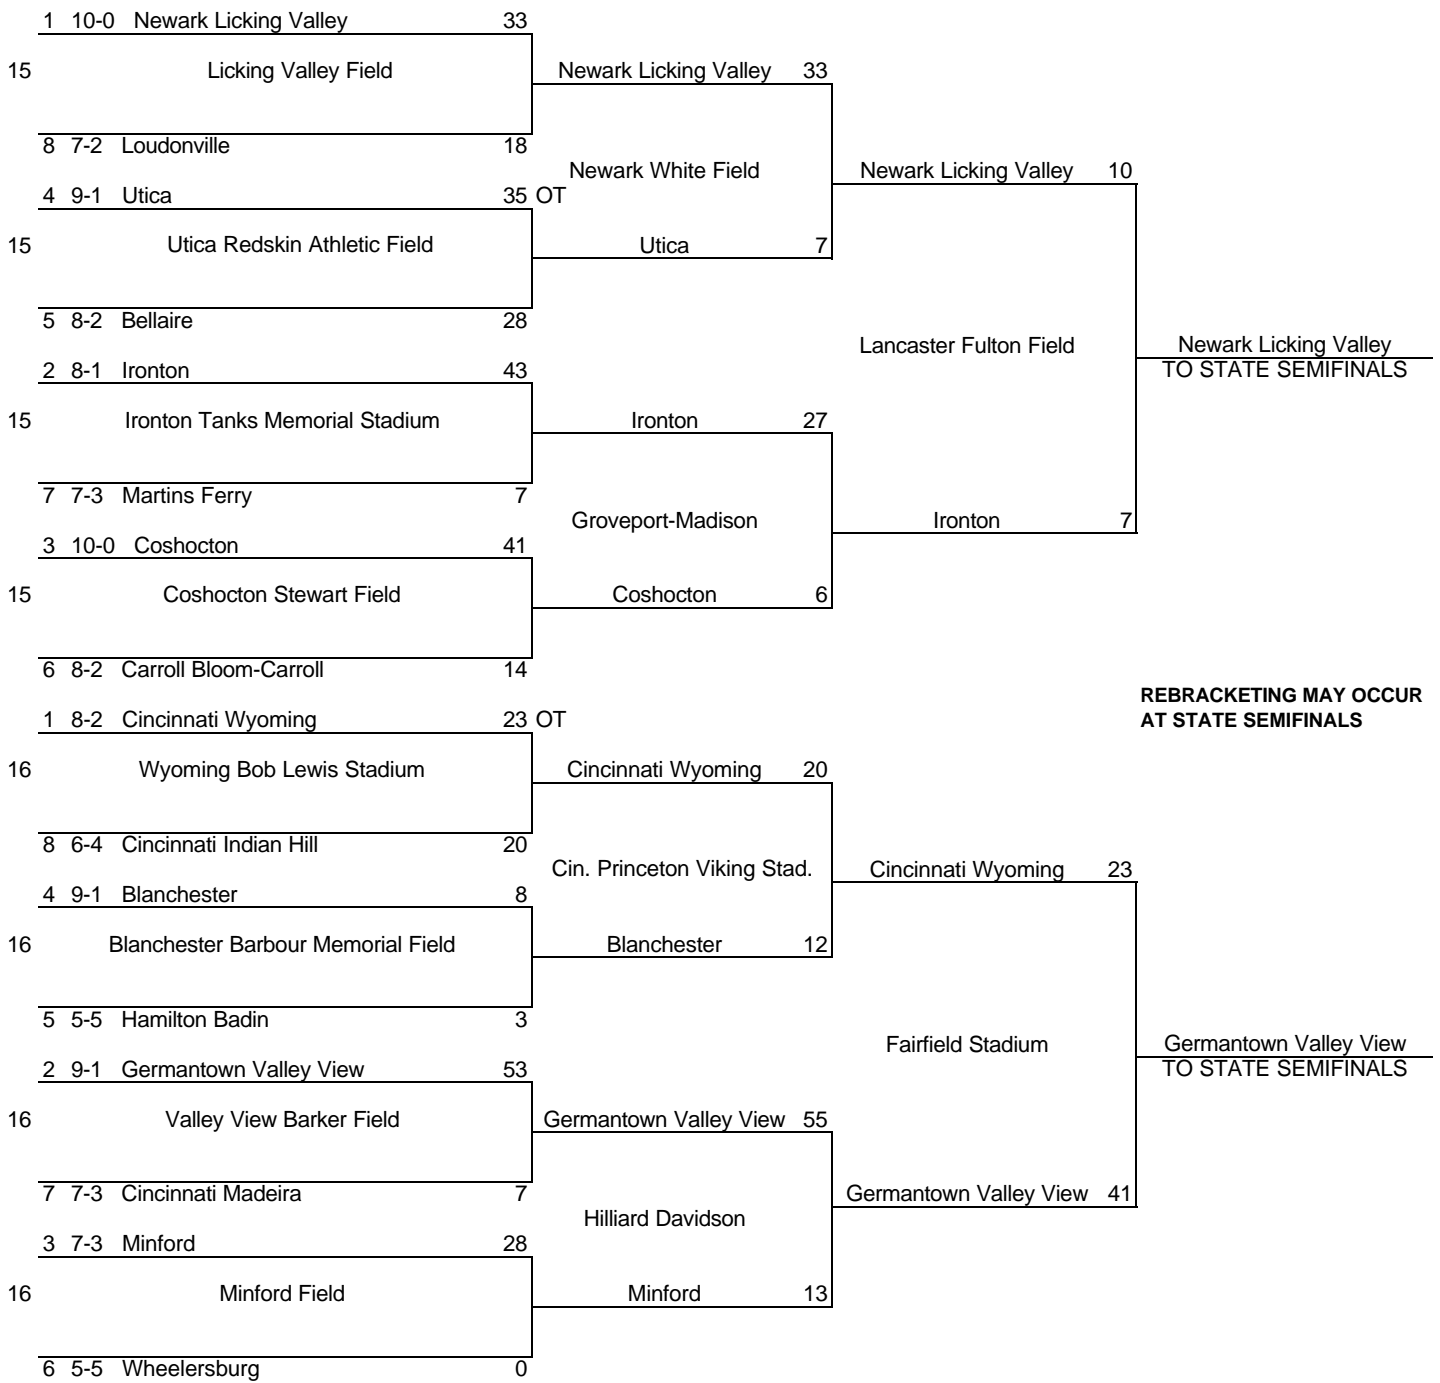 1 10-0 Newark Licking Valley 33
15 Licking Valley Field Newark Licking Valley 33
8 7-2 Loudonville 18
Newark White Field Newark Licking Valley 10
4 9-1 Utica 35 OT
15 Utica Redskin Athletic Field Utica 7
5 8-2 Bellaire 28
Lancaster Fulton Field Newark Licking Valley
2 8-1 Ironton 43 TO STATE SEMIFINALS
15 Ironton Tanks Memorial Stadium Ironton 27
7 7-3 Martins Ferry 7
Groveport-Madison Ironton 7
3 10-0 Coshocton 41
15 Coshocton Stewart Field Coshocton 6
6 8-2 Carroll Bloom-Carroll 14
REBRACKETING MAY OCCUR
1 8-2 Cincinnati Wyoming 23 OT AT STATE SEMIFINALS
16 Wyoming Bob Lewis Stadium Cincinnati Wyoming 20
8 6-4 Cincinnati Indian Hill 20
Cin. Princeton Viking Stad. Cincinnati Wyoming 23
4 9-1 Blanchester 8
16 Blanchester Barbour Memorial Field Blanchester 12
5 5-5 Hamilton Badin 3
Fairfield Stadium Germantown Valley View
2 9-1 Germantown Valley View 53 TO STATE SEMIFINALS
16 Valley View Barker Field Germantown Valley View 55
7 7-3 Cincinnati Madeira 7 Germantown Valley View 41
Hilliard Davidson
3 7-3 Minford 28
16 Minford Field Minford 13
6 5-5 Wheelersburg 0